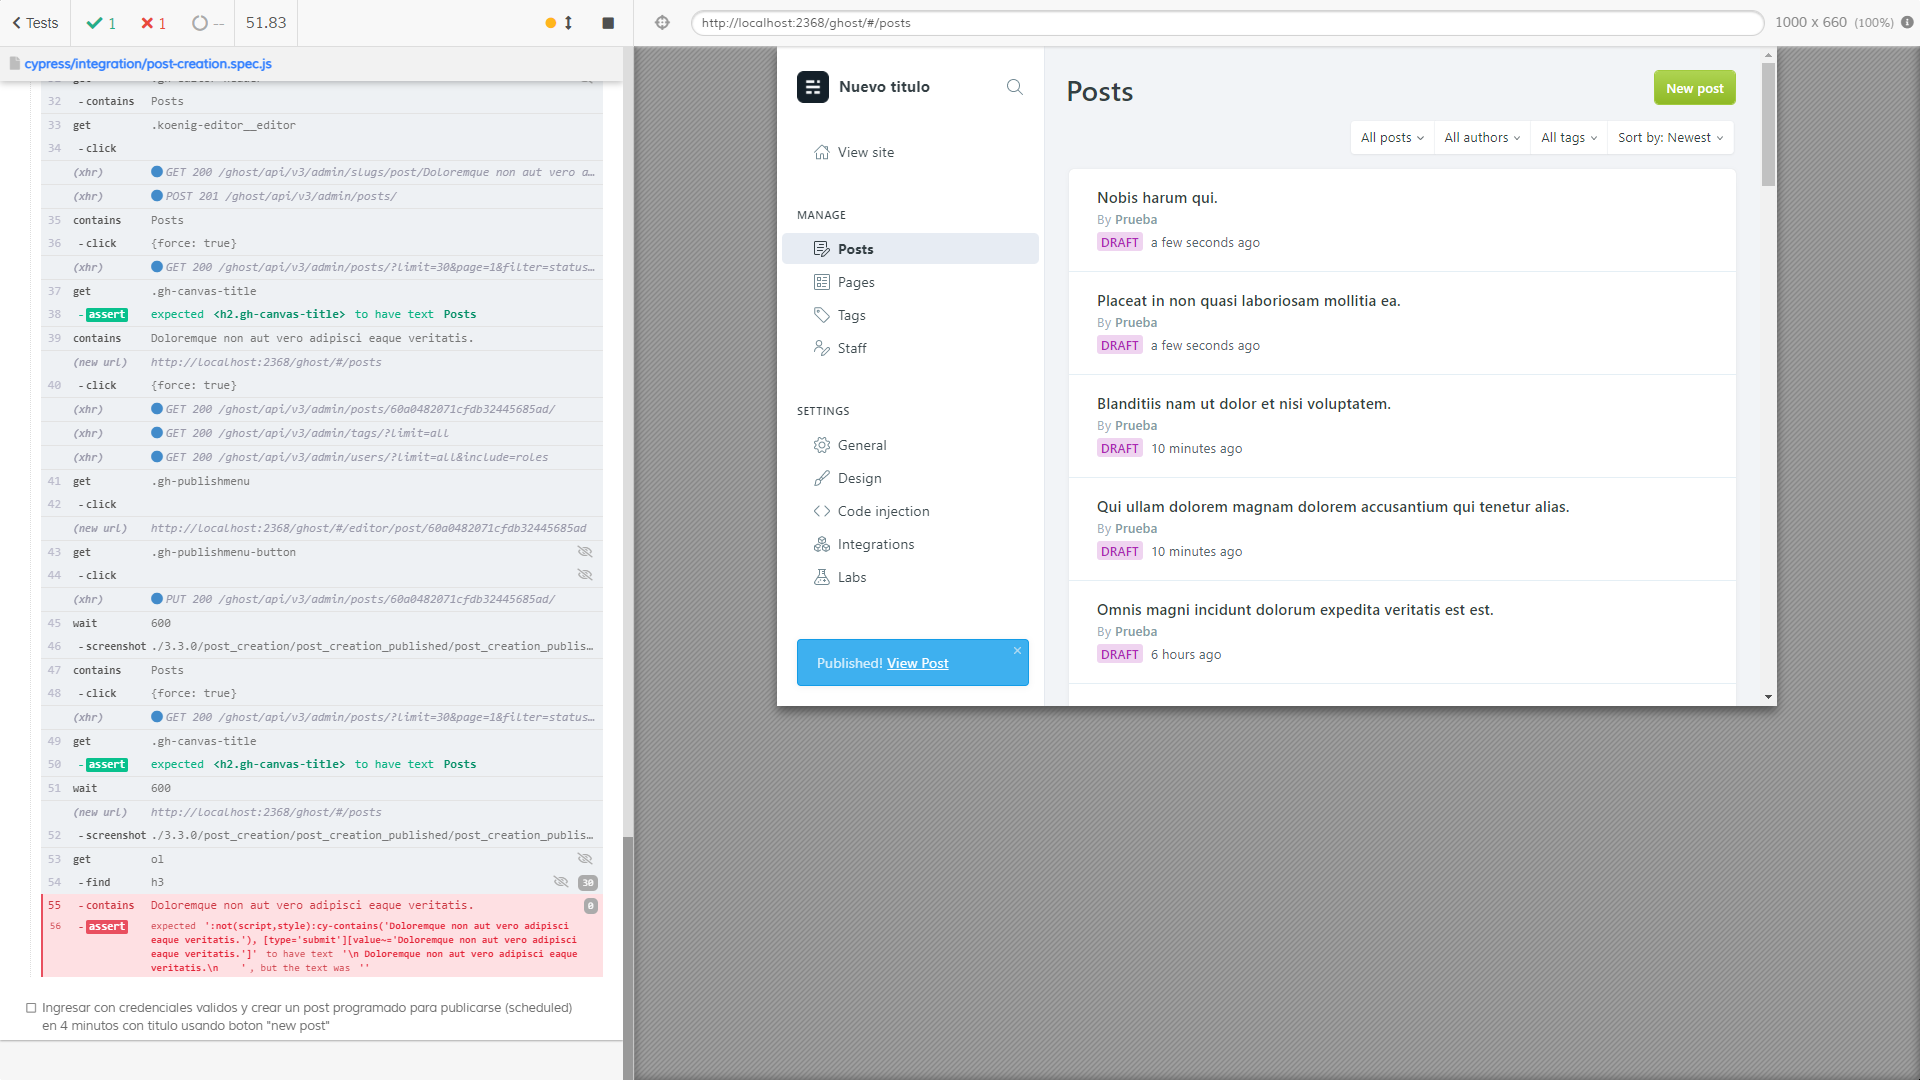 Tests
1
1
--
51.83
http://localhost:2368/ghost/#/posts
1000 x 660 (100%)
cypress/integration/post-creation.spec.js
32 - contains Posts
33 get .koenig-editor__editor
34 - click
(xhr) GET 200 /ghost/api/v3/admin/slugs/post/Doloremque non aut vero a...
(xhr) POST 201 /ghost/api/v3/admin/posts/
35 contains Posts
36 - click {force: true}
(xhr) GET 200 /ghost/api/v3/admin/posts/?limit=30&page=1&filter=status...
37 get .gh-canvas-title
38 - assert expected <h2.gh-canvas-title> to have text Posts
39 contains Doloremque non aut vero adipisci eaque veritatis.
(new url) http://localhost:2368/ghost/#/posts
40 - click {force: true}
(xhr) GET 200 /ghost/api/v3/admin/posts/60a0482071cfdb32445685ad/
(xhr) GET 200 /ghost/api/v3/admin/tags/?limit=all
(xhr) GET 200 /ghost/api/v3/admin/users/?limit=all&include=roles
41 get .gh-publishmenu
42 - click
(new url) http://localhost:2368/ghost/#/editor/post/60a0482071cfdb32445685ad
43 get .gh-publishmenu-button
44 - click
(xhr) PUT 200 /ghost/api/v3/admin/posts/60a0482071cfdb32445685ad/
45 wait 600
46 - screenshot ./3.3.0/post_creation/post_creation_published/post_creation_publis...
47 contains Posts
48 - click {force: true}
(xhr) GET 200 /ghost/api/v3/admin/posts/?limit=30&page=1&filter=status...
49 get .gh-canvas-title
50 - assert expected <h2.gh-canvas-title> to have text Posts
51 wait 600
(new url) http://localhost:2368/ghost/#/posts
52 - screenshot ./3.3.0/post_creation/post_creation_published/post_creation_publis...
53 get ol
54 - find h3 30
55 - contains Doloremque non aut vero adipisci eaque veritatis. 0
56 - assert expected ':not(script,style):cy-contains('Doloremque non aut vero adipisci
eaque veritatis.'), [type='submit'][value~='Doloremque non aut vero adipisci
eaque veritatis.']' to have text '\n Doloremque non aut vero adipisci eaque
veritatis.\n ', but the text was ''
Ingresar con credenciales validos y crear un post programado para publicarse (scheduled)
en 4 minutos con titulo usando boton "new post"
Nuevo titulo
View site
MANAGE
Posts
Pages
Tags
Staff
SETTINGS
General
Design
Code injection
Integrations
Labs
Published! View Post
×
Posts
New post
All posts
All authors
All tags
Sort by: Newest
Nobis harum qui.
By Prueba
DRAFT a few seconds ago
Placeat in non quasi laboriosam mollitia ea.
By Prueba
DRAFT a few seconds ago
Blanditiis nam ut dolor et nisi voluptatem.
By Prueba
DRAFT 10 minutes ago
Qui ullam dolorem magnam dolorem accusantium qui tenetur alias.
By Prueba
DRAFT 10 minutes ago
Omnis magni incidunt dolorum expedita veritatis est est.
By Prueba
DRAFT 6 hours ago